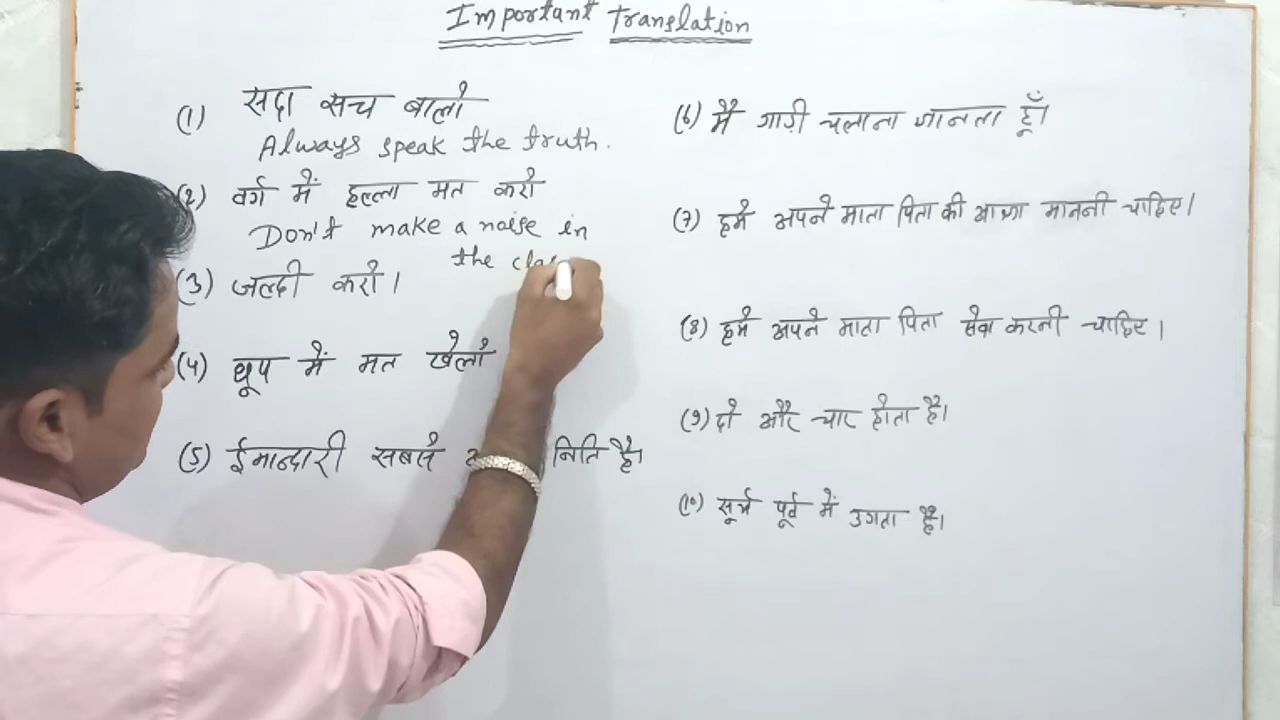 Important Translation
(1) सदा सच बोलो
Always speak the truth.
(2) वर्ग में हल्ला मत करो
Don't make a noise in
the
(3) जल्दी करो।
(4) धूप में मत खेलो
(5) ईमान्दारी सबसे निति है।
(6) मैं गाड़ी चलाना जानता हूँ।
(7) हमें अपने माता पिता की आज्ञा माननी चाहिए।
(8) हमें अपने माता पिता सेवा करनी चाहिए।
(9) दो और चार होता है।
(10) सूर्य पूर्व में उगता है।